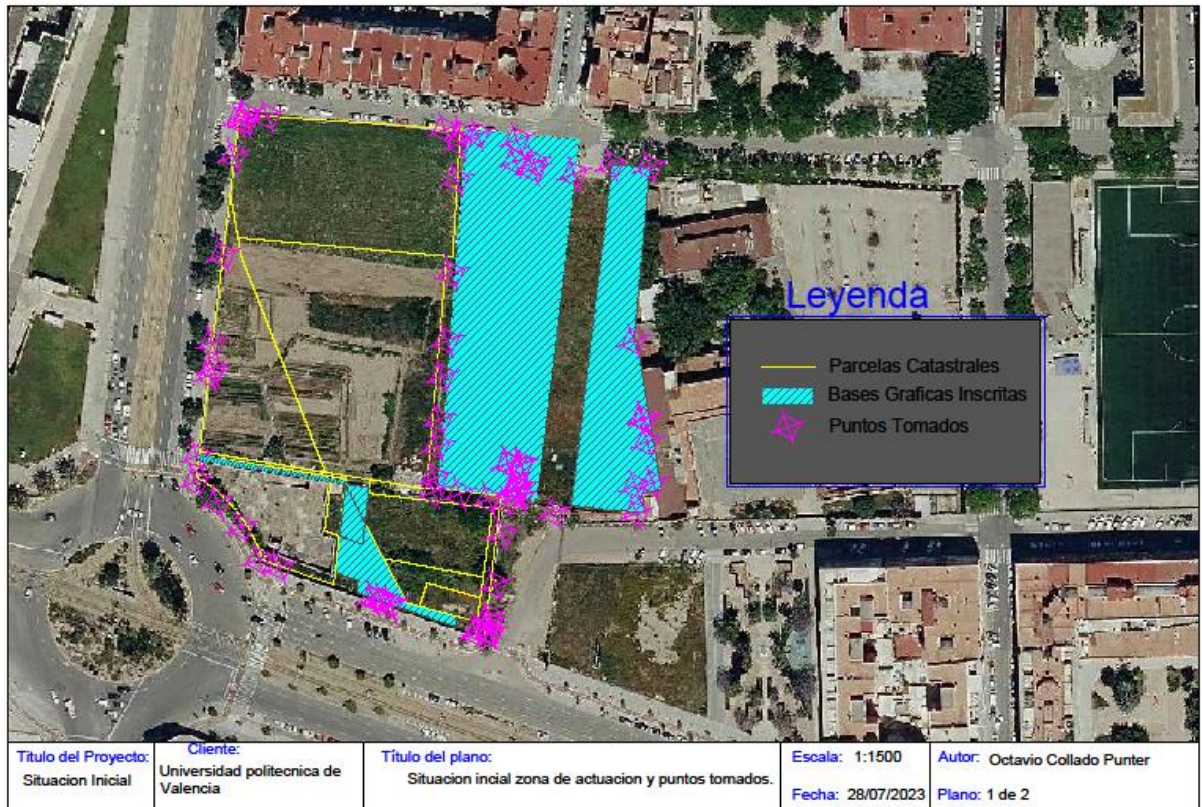 Leyenda
Parcelas Catastrales
Bases Graficas Inscritas
Puntos Tomados
Titulo del Proyecto:
Situacion Inicial
Cliente:
Universidad politecnica de
Valencia
Título del plano:
Situacion incial zona de actuacion y puntos tomados.
Escala: 1:1500
Fecha: 28/07/2023
Autor: Octavio Collado Punter
Plano: 1 de 2